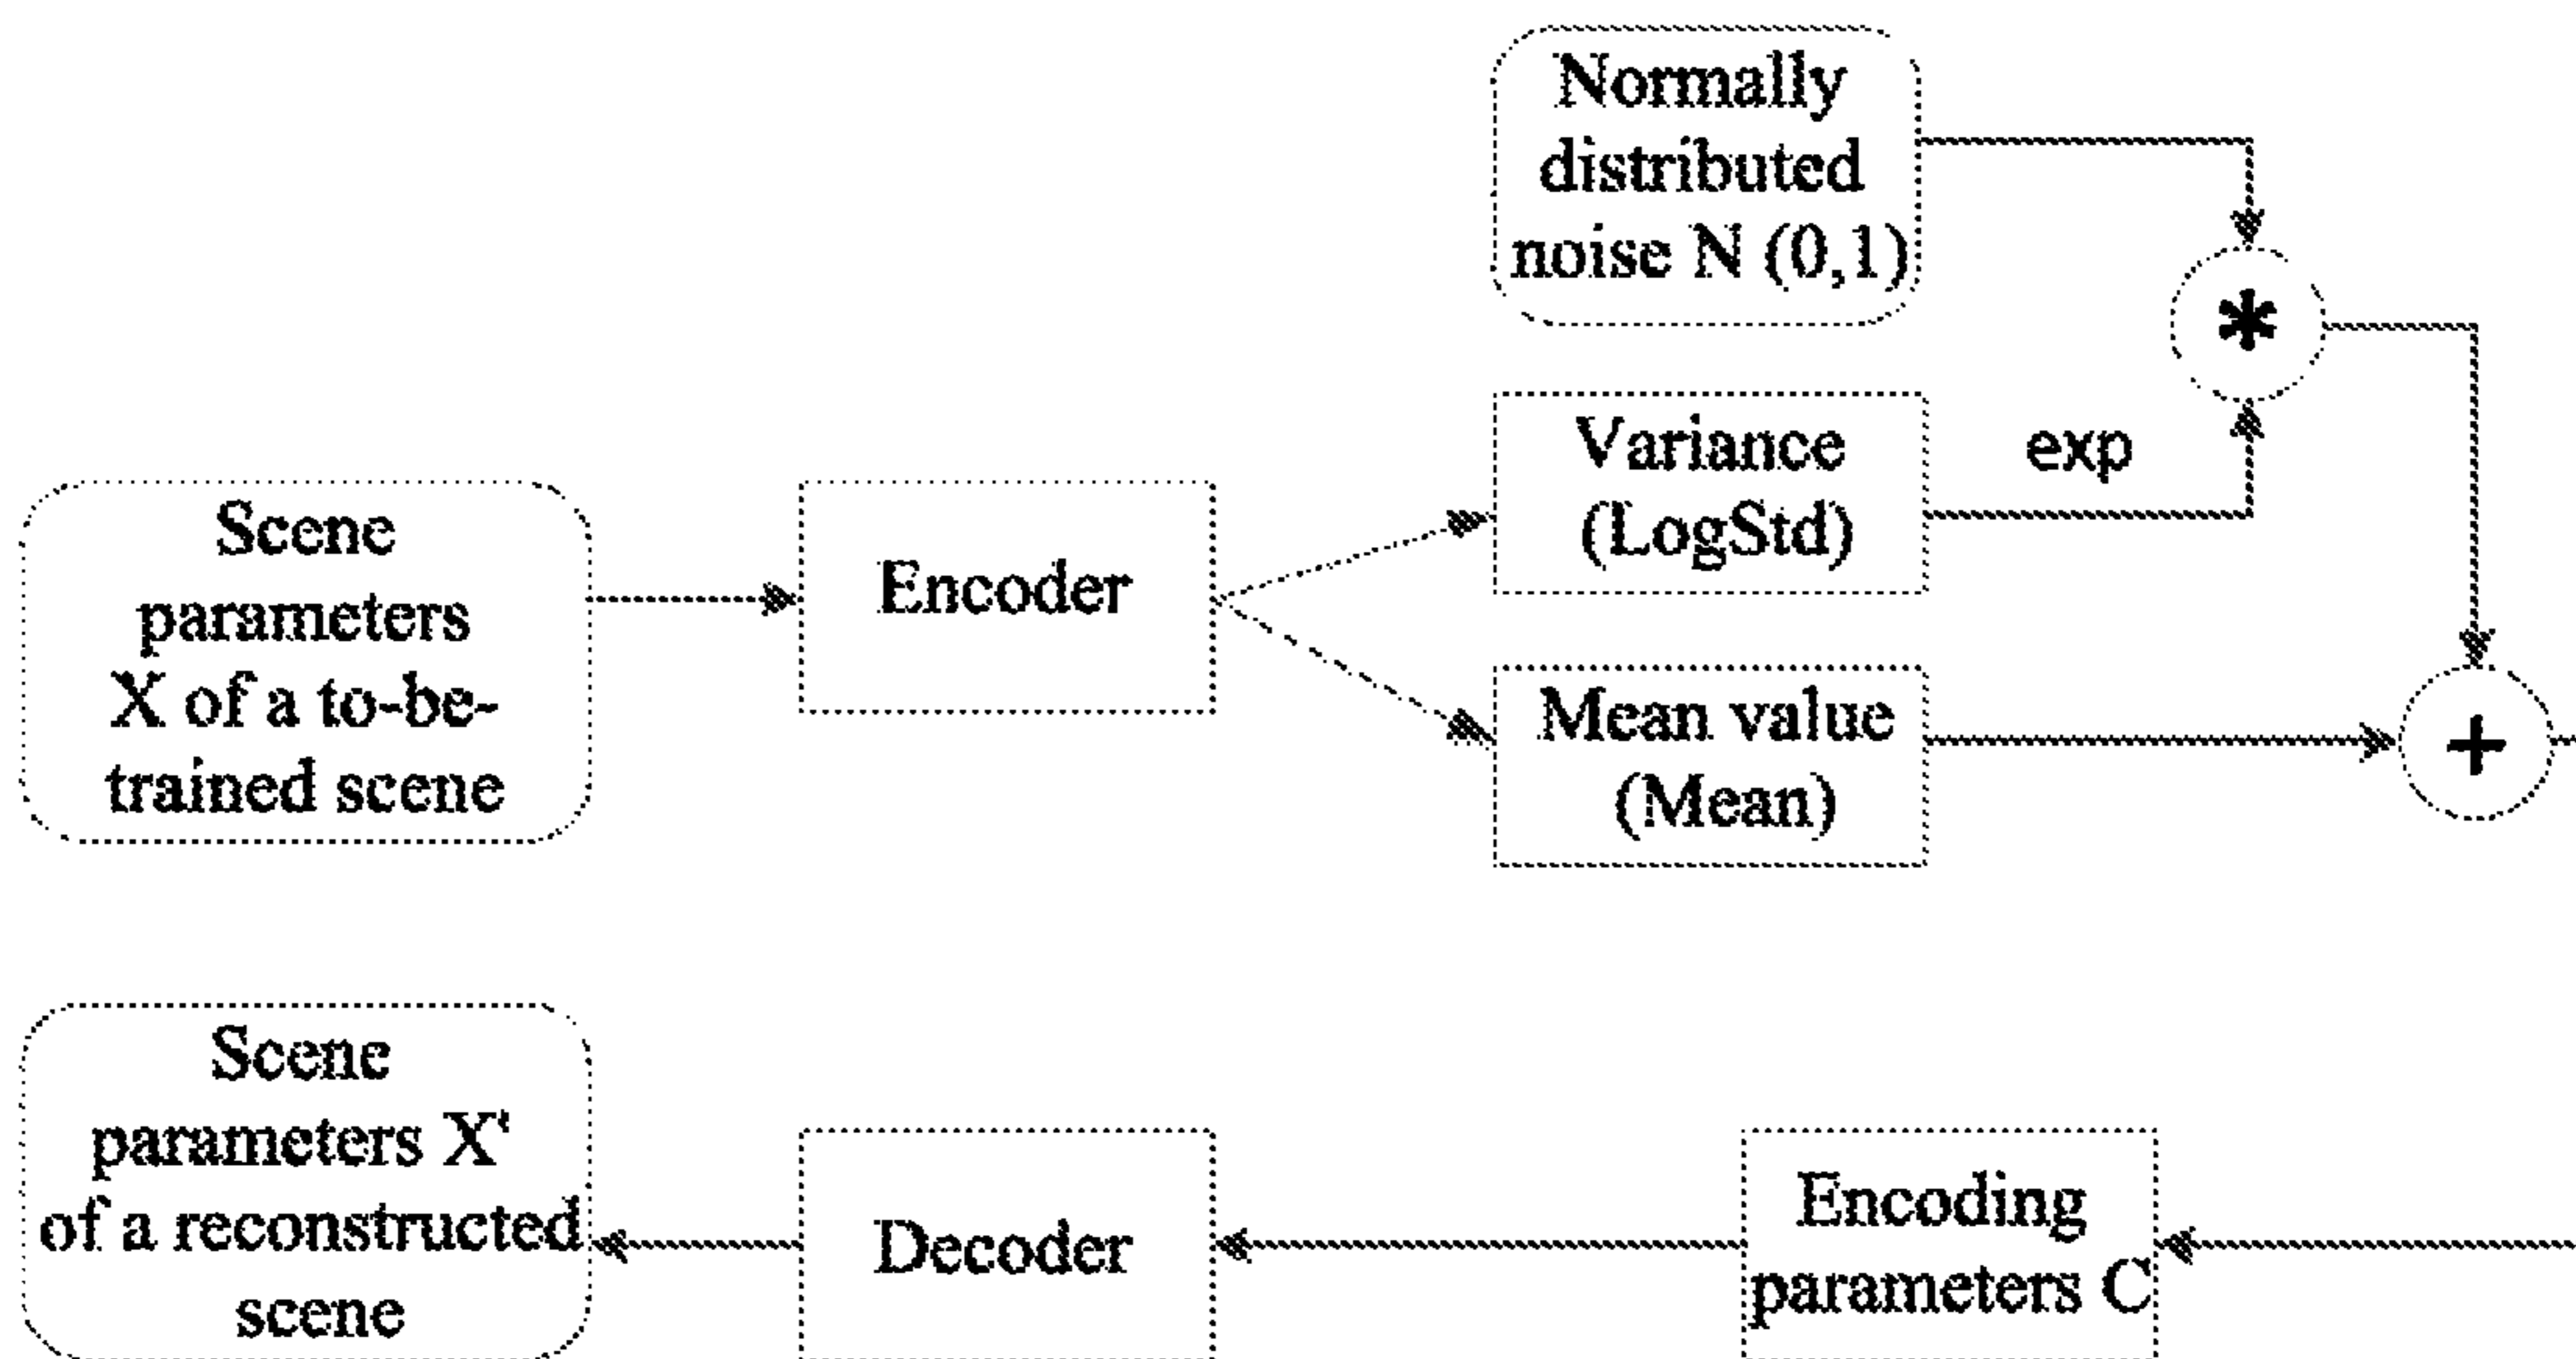 Normally
distributed
noise N (0,1)
*
exp
Variance
(LogStd)
Scene
parameters
X of a to-be-
trained scene
Encoder
Mean value
(Mean)
+
Scene
parameters X'
of a reconstructed
scene
Decoder
Encoding
parameters C